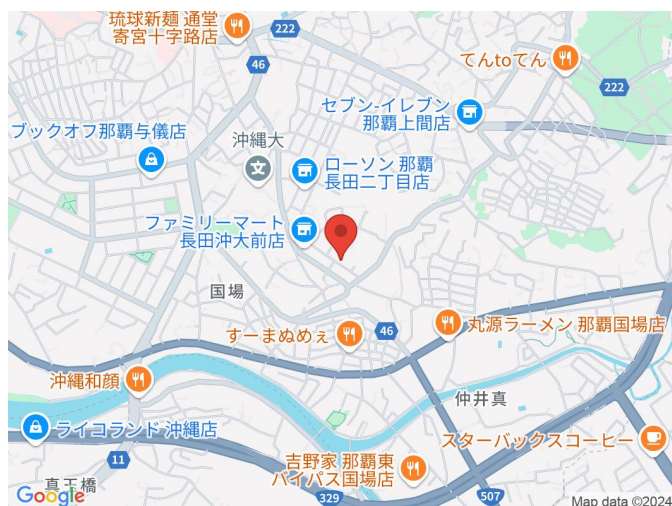 琉球新麺 通堂
寄宮十字路店
222
てんtoてん
46
222
セブン-イレブン
那覇上間店
ブックオフ那覇与儀店
沖縄大
文
ローソン 那覇
長田二丁目店
ファミリーマート
長田沖大前店
国場
すーまぬめぇ
46
丸源ラーメン 那覇国場店
沖縄和顔
仲井真
ライコランド 沖縄店
スターバックスコーヒー
11
吉野家 那覇東
バイパス国場店
真玉橋
329
507
Google
Map data ©2024